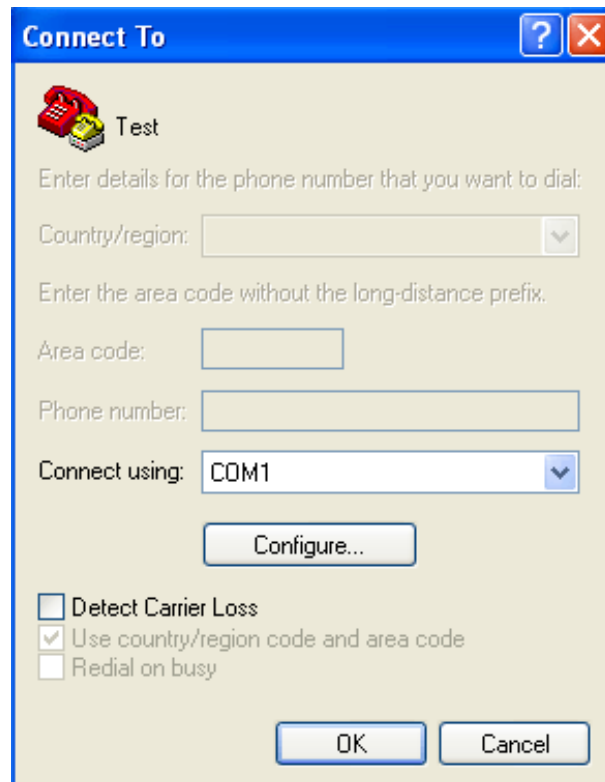 Connect To
Test
Enter details for the phone number that you want to dial:
Country/region:
Enter the area code without the long-distance prefix.
Area code:
Phone number:
Connect using: COM1
Configure...
Detect Carrier Loss
Use country/region code and area code
Redial on busy
OK Cancel